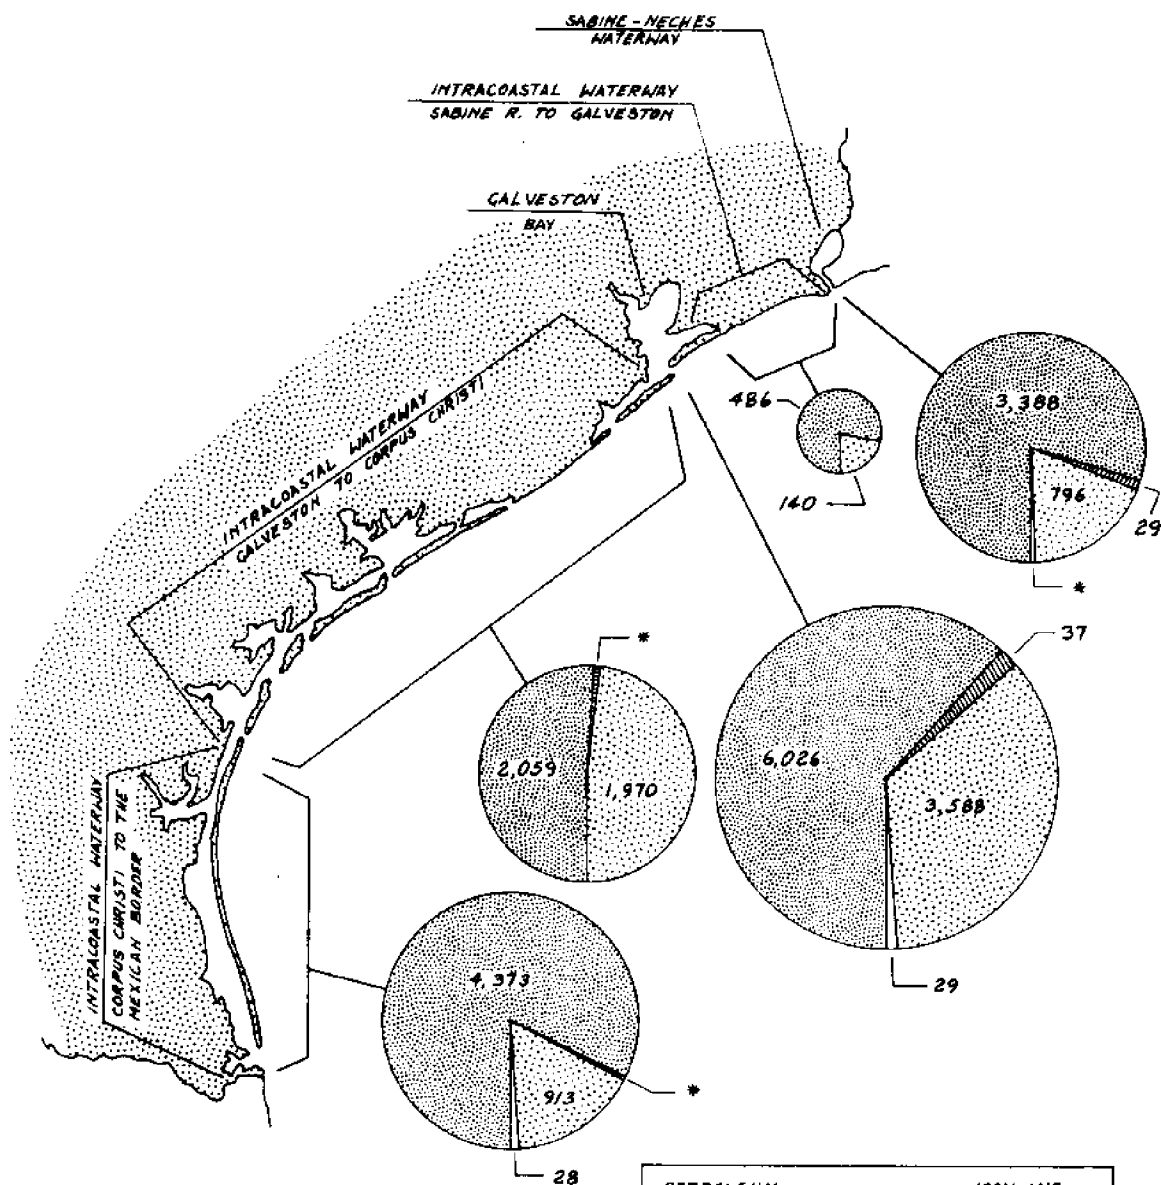 SABINE-NECHES
WATERWAY
INTRACOASTAL WATERWAY
SABINE R. TO GALVESTON
GALVESTON
BAY
INTRACOASTAL WATERWAY
GALVESTON TO CORPUS CHRISTI
486
140
3,388
796
29
*
37
*
6,026
2,059
1,970
3,588
29
INTRACOASTAL WATERWAY
CORPUS CHRISTI TO THE
MEXICAN BORDER
4,373
*
913
28